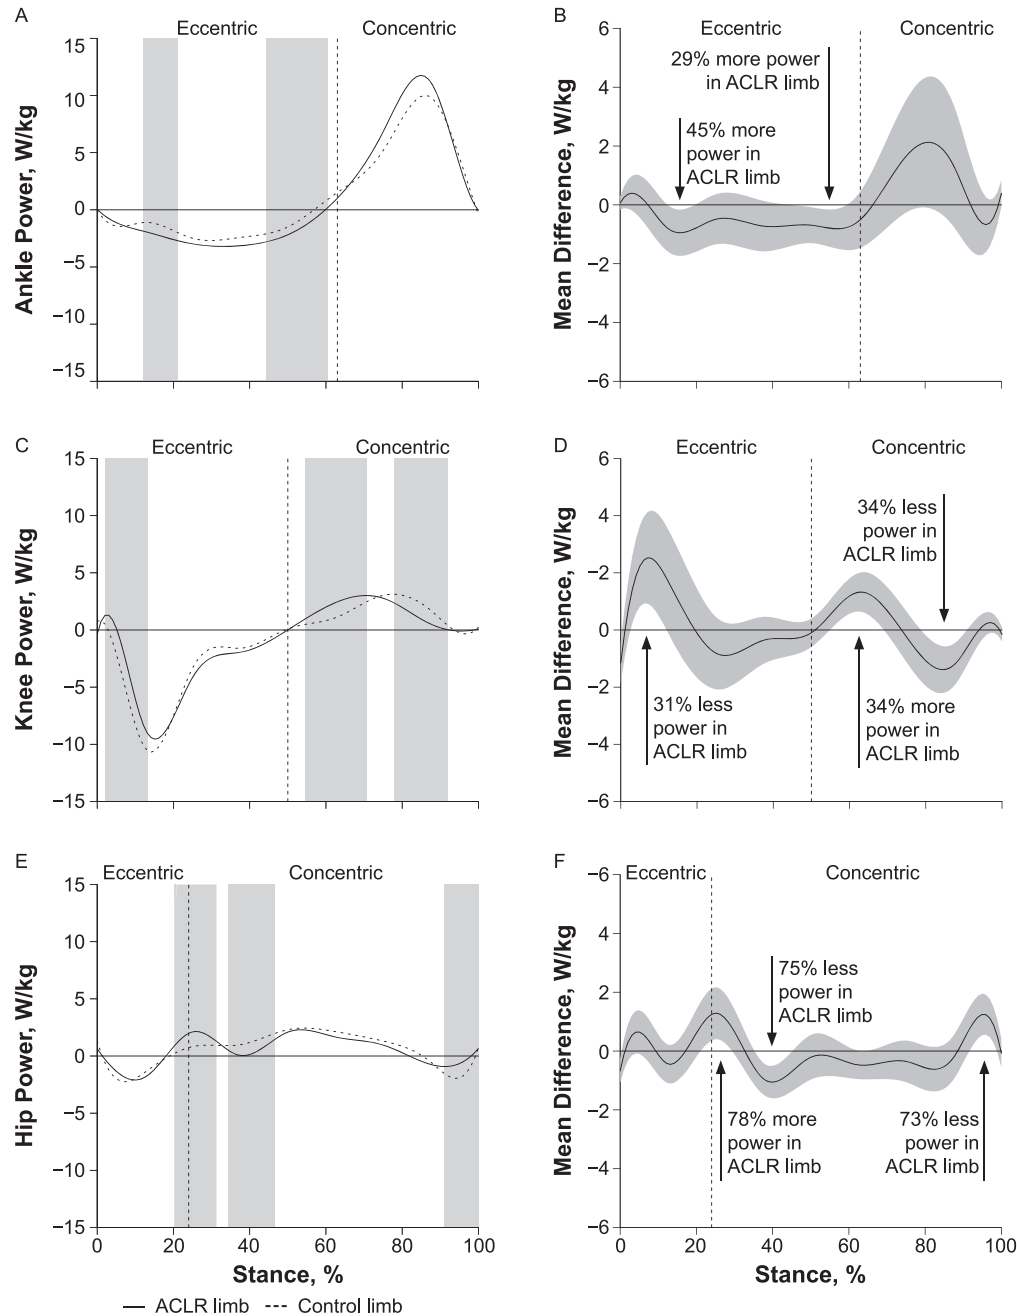 A
Eccentric
Concentric
15
10
5
0
−5
−10
−15
Ankle Power, W/kg
B
Eccentric
Concentric
29% more power
in ACLR limb
45% more
power in
ACLR limb
6
4
2
0
−2
−4
−6
Mean Difference, W/kg
C
Eccentric
Concentric
15
10
5
0
−5
−10
−15
Knee Power, W/kg
D
Eccentric
Concentric
34% less
power in
ACLR limb
31% less
power in
ACLR limb
34% more
power in
ACLR limb
6
4
−2
0
−2
−4
−6
Mean Difference, W/kg
E
Eccentric
Concentric
15
10
5
0
−5
−10
−15
Hip Power, W/kg
0 20 40 60 80 100
Stance, %
F
Eccentric
Concentric
75% less
power in
ACLR limb
78% more
power in
ACLR limb
73% less
power in
ACLR limb
−6
4
2
0
−2
−4
−6
Mean Difference, W/kg
0 20 40 60 80 100
Stance, %
ACLR limb
Control limb